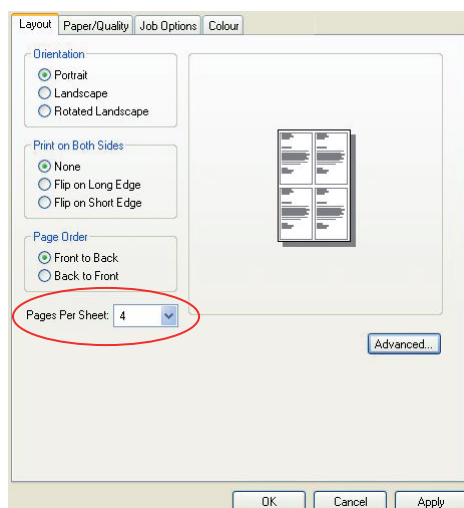 Layout Paper/Quality Job Options Colour
Orientation
Portrait
Landscape
Rotated Landscape
Print on Both Sides
None
Flip on Long Edge
Flip on Short Edge
Page Order
Front to Back
Back to Front
Pages Per Sheet: 4
Advanced...
OK Cancel Apply